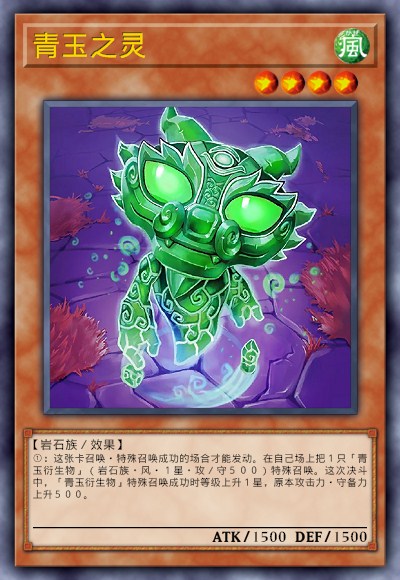 青玉之灵
風
【岩石族／效果】
①：这张卡召唤・特殊召唤成功的场合才能发动。在自己场上把１只「青
玉衍生物」（岩石族・风・１星・攻／守５００）特殊召唤。这次决斗
中，「青玉衍生物」特殊召唤成功时等级上升１星，原本攻击力・守备力
上升５００。
ATK/1500 DEF/1500